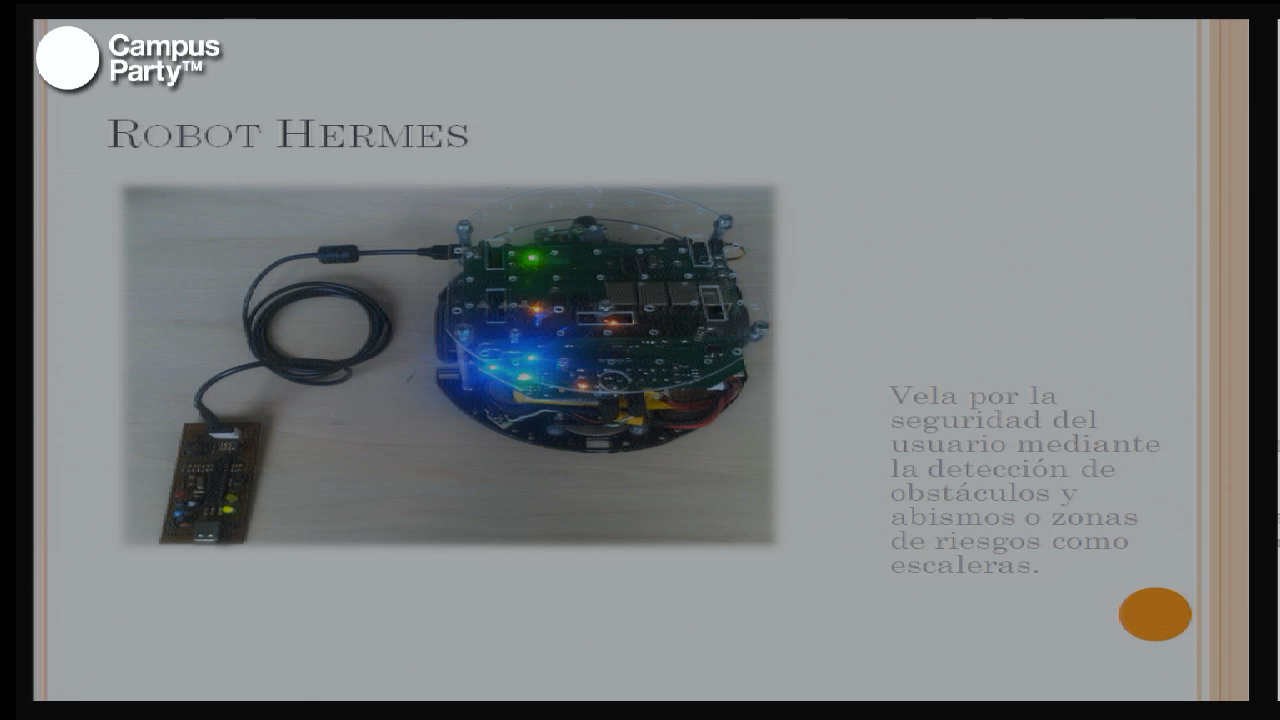 Campus
Party™
ROBOT HERMES
Vela por la
seguridad del
usuario mediante
la detección de
obstáculos y
abismos o zonas
de riesgos como
escaleras.